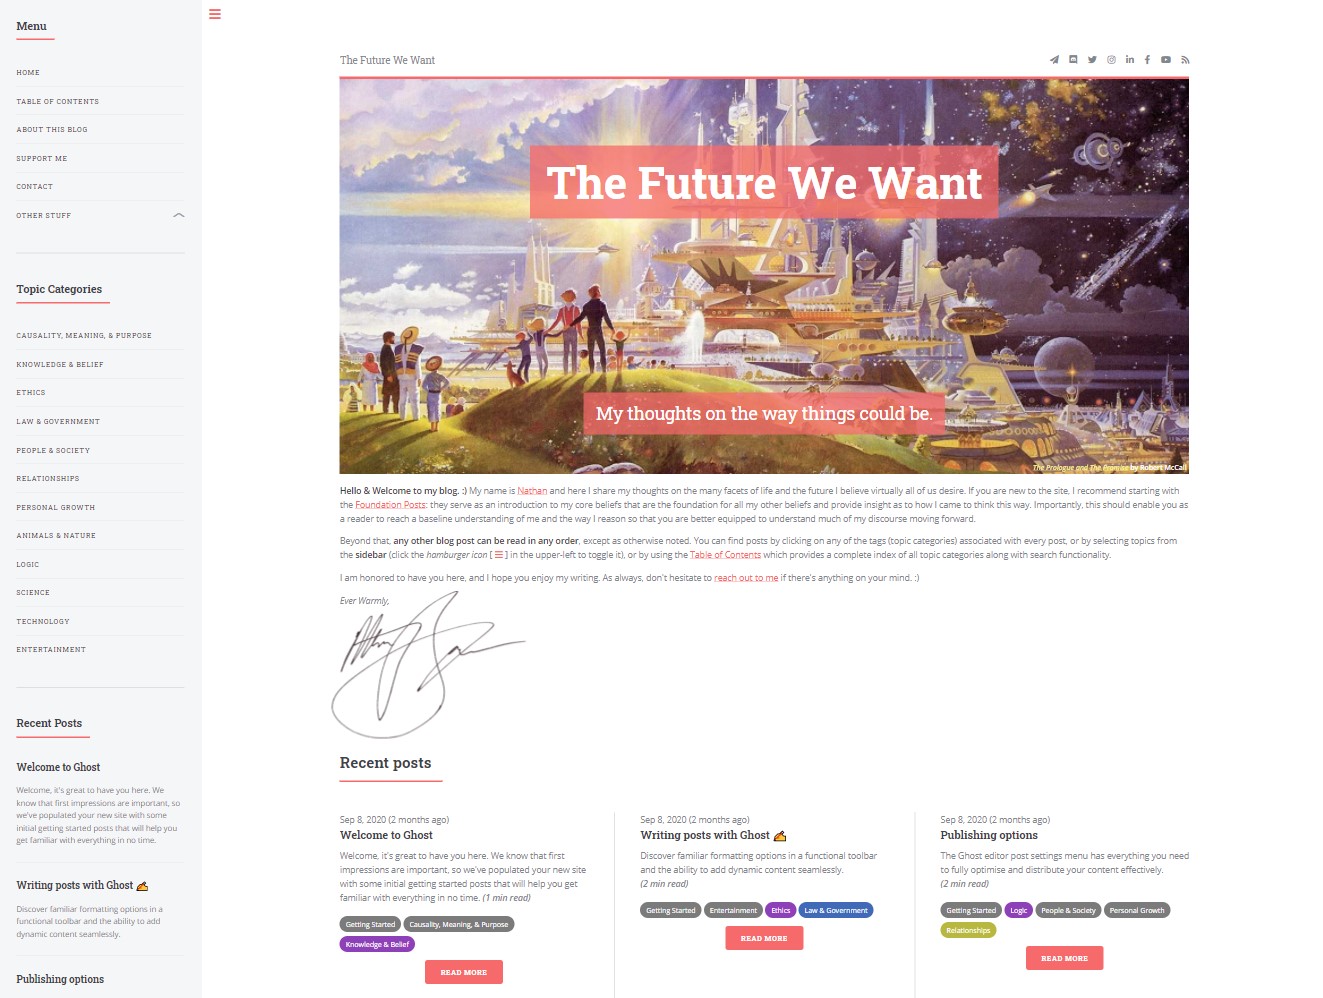 Menu
HOME
TABLE OF CONTENTS
ABOUT THIS BLOG
SUPPORT ME
CONTACT
OTHER STUFF
Topic Categories
CAUSALITY, MEANING, & PURPOSE
KNOWLEDGE & BELIEF
ETHICS
LAW & GOVERNMENT
PEOPLE & SOCIETY
RELATIONSHIPS
PERSONAL GROWTH
ANIMALS & NATURE
LOGIC
SCIENCE
TECHNOLOGY
ENTERTAINMENT
Recent Posts
Welcome to Ghost
Welcome, it's great to have you here. We
know that first impressions are important, so
we've populated your new site with some
initial getting started posts that will help you
get familiar with everything in no time.
Writing posts with Ghost ✍️
Discover familiar formatting options in a
functional toolbar and the ability to add
dynamic content seamlessly.
Publishing options
The Future We Want
The Future We Want
My thoughts on the way things could be.
The Prologue and The Promise by Robert McCall
Hello & Welcome to my blog. :) My name is Nathan and here I share my thoughts on the many facets of life and the future I believe virtually all of us desire. If you are new to the site, I recommend starting with
the Foundation Posts; they serve as an introduction to my core beliefs that are the foundation for all my other beliefs and provide insight as to how I came to think this way. Importantly, this should enable you as
a reader to reach a baseline understanding of me and the way I reason so that you are better equipped to understand much of my discourse moving forward.
Beyond that, any other blog post can be read in any order, except as otherwise noted. You can find posts by clicking on any of the tags (topic categories) associated with every post, or by selecting topics from
the sidebar (click the hamburger icon [ ☰ ] in the upper-left to toggle it), or by using the Table of Contents which provides a complete index of all topic categories along with search functionality.
I am honored to have you here, and I hope you enjoy my writing. As always, don't hesitate to reach out to me if there's anything on your mind. :)
Ever Warmly,
Recent posts
Sep 8, 2020 (2 months ago)
Welcome to Ghost
Welcome, it's great to have you here. We know that first
impressions are important, so we've populated your new site
with some initial getting started posts that will help you get
familiar with everything in no time. (1 min read)
Getting Started Causality, Meaning, & Purpose
Knowledge & Belief
READ MORE
Sep 8, 2020 (2 months ago)
Writing posts with Ghost ✍️
Discover familiar formatting options in a functional toolbar
and the ability to add dynamic content seamlessly.
(2 min read)
Getting Started Entertainment Ethics Law & Government
READ MORE
Sep 8, 2020 (2 months ago)
Publishing options
The Ghost editor post settings menu has everything you need
to fully optimise and distribute your content effectively.
(2 min read)
Getting Started Logic People & Society Personal Growth
Relationships
READ MORE